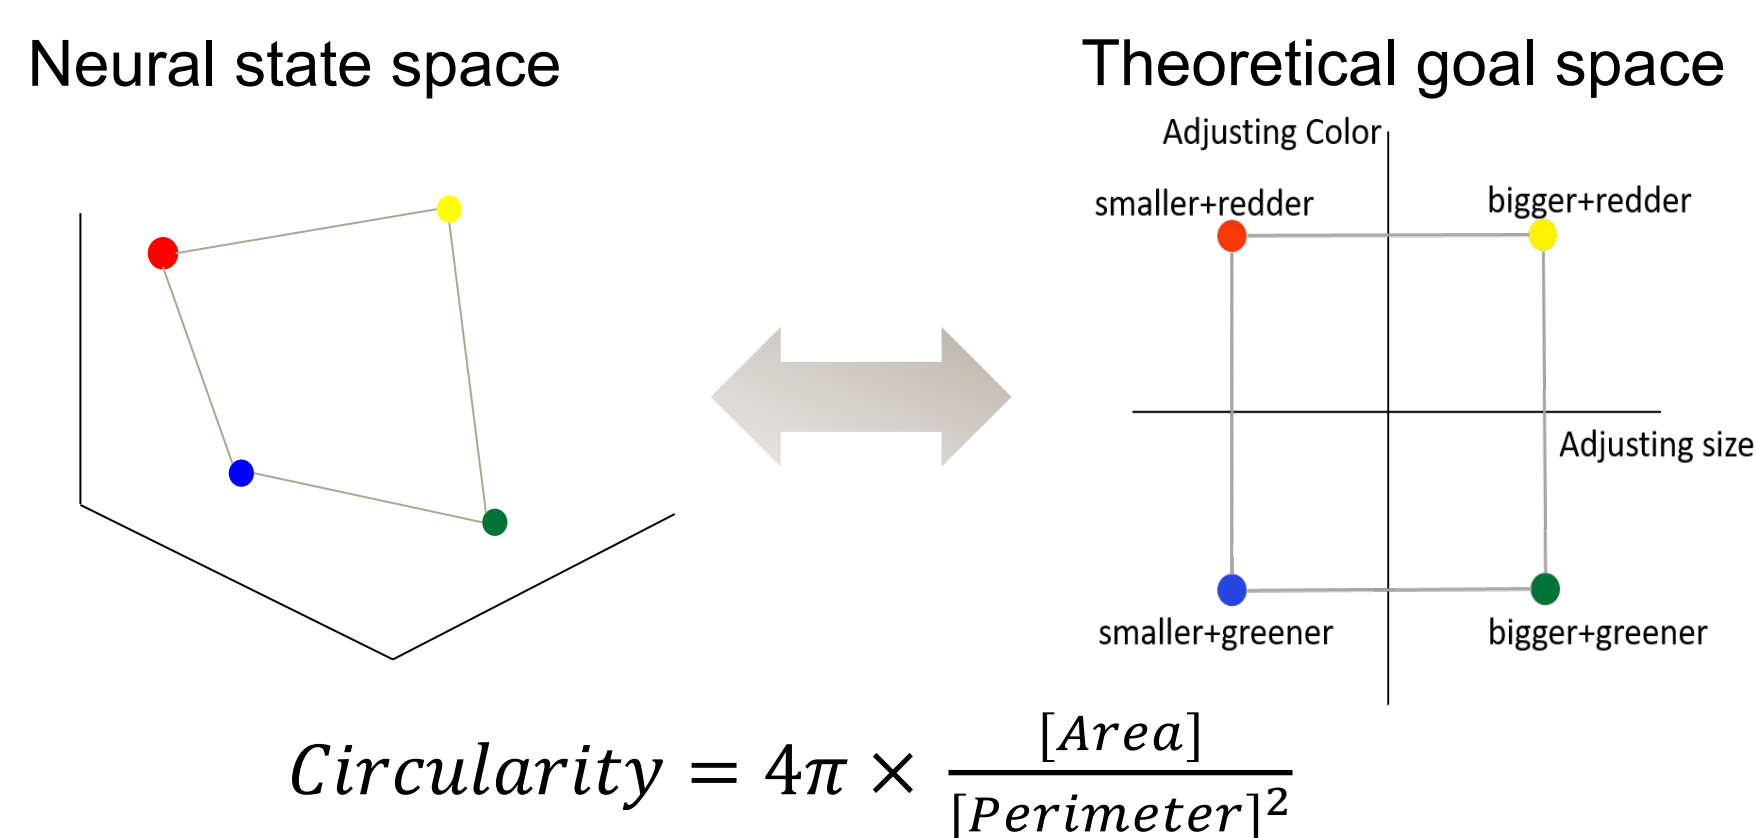 Neural state space
Theoretical goal space
Adjusting Color
smaller+redder
bigger+redder
Adjusting size
smaller+greener
bigger+greener
Circularity = 4π × [Area] / [Perimeter]²